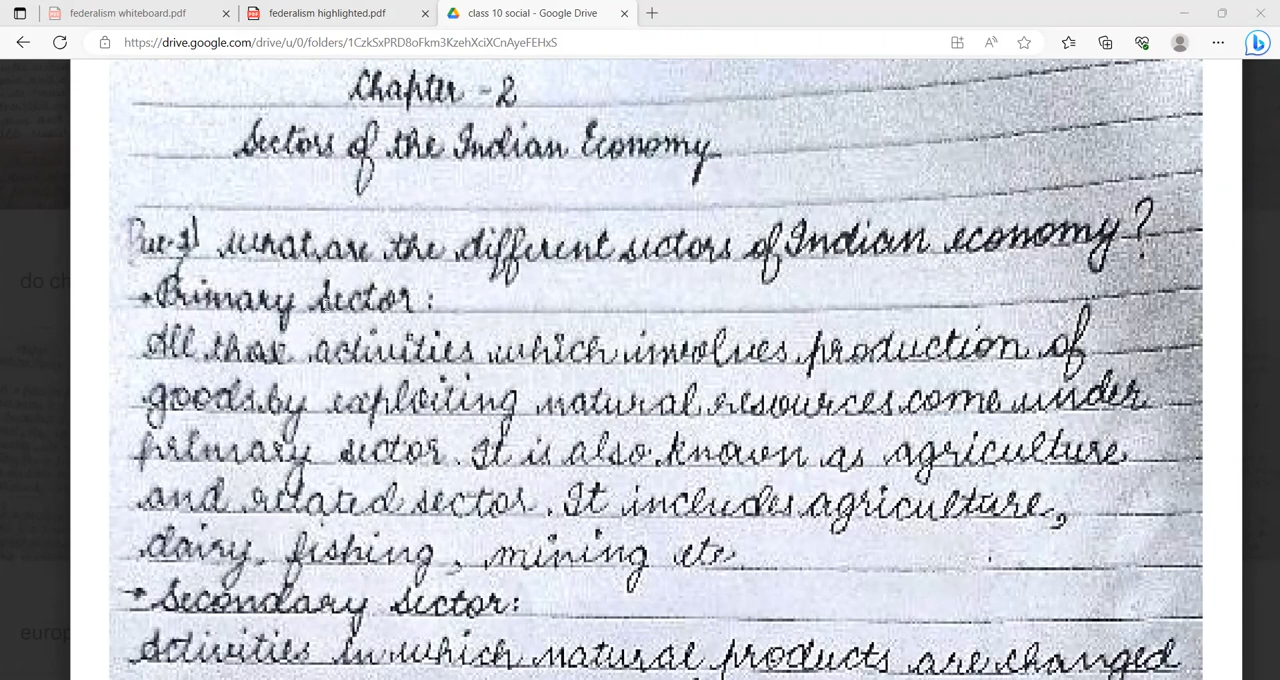 federalism whiteboard.pdf
federalism highlighted.pdf
class 10 social - Google Drive
https://drive.google.com/drive/u/0/folders/1CzkSxPRD8oFkm3KzehXciXCnAyeFEHxS
Chapter - 2
Sectors of the Indian Economy
Que-1) what are the different sectors of Indian economy?
→ Primary Sector:
All that activities which involves production of
goods by exploiting natural resources come under
primary sector. It is also known as agriculture
do ch
and related sector. It includes agriculture,
dairy, fishing, mining etc
→ Secondary Sector:
europ
Activities in which natural products are changed